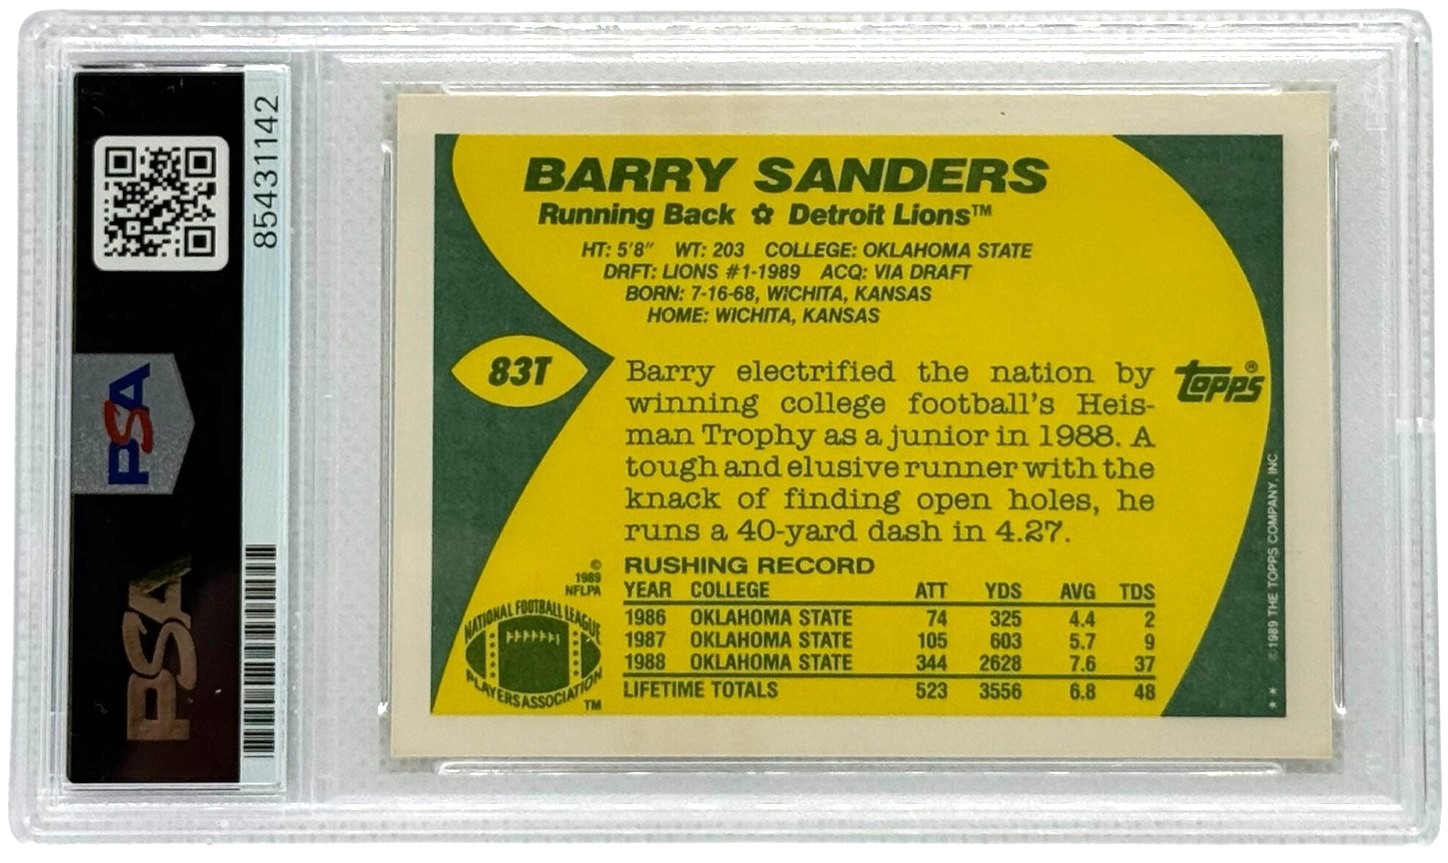 85431142
PSA
PSA
BARRY SANDERS
Running Back ✿ Detroit Lions™
HT: 5'8" WT: 203 COLLEGE: OKLAHOMA STATE
DRFT: LIONS #1-1989 ACQ: VIA DRAFT
BORN: 7-16-68, WICHITA, KANSAS
HOME: WICHITA, KANSAS
83T
Barry electrified the nation by
winning college football's Heis-
man Trophy as a junior in 1988. A
tough and elusive runner with the
knack of finding open holes, he
runs a 40-yard dash in 4.27.
topps®
© 1989 THE TOPPS COMPANY, INC
* *
©
1989
NFLPA
NATIONAL FOOTBALL LEAGUE
PLAYERS ASSOCIATION
TM
RUSHING RECORD
YEAR COLLEGE ATT YDS AVG TDS
1986 OKLAHOMA STATE 74 325 4.4 2
1987 OKLAHOMA STATE 105 603 5.7 9
1988 OKLAHOMA STATE 344 2628 7.6 37
LIFETIME TOTALS 523 3556 6.8 48